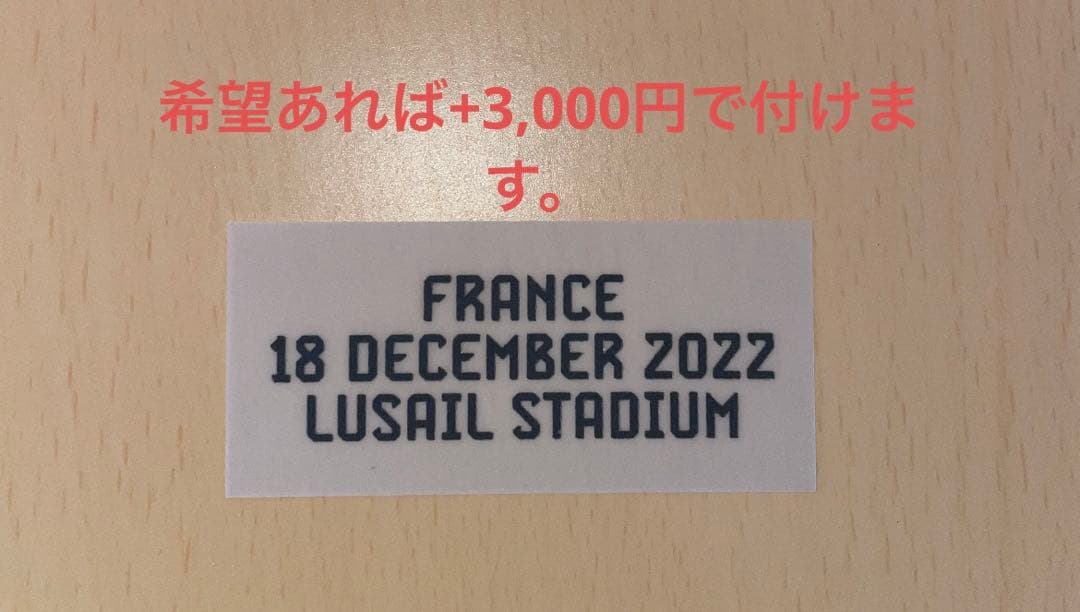 希望あれば+3,000円で付けま
す。
FRANCE
18 DECEMBER 2022
LUSAIL STADIUM